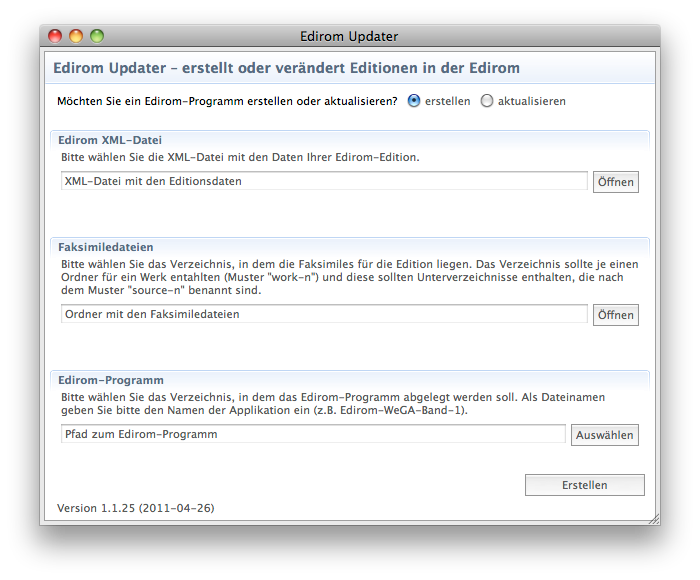 Edirom Updater
Edirom Updater – erstellt oder verändert Editionen in der Edirom
Möchten Sie ein Edirom-Programm erstellen oder aktualisieren? erstellen aktualisieren
Edirom XML-Datei
Bitte wählen Sie die XML-Datei mit den Daten Ihrer Edirom-Edition.
XML-Datei mit den Editionsdaten Öffnen
Faksimiledateien
Bitte wählen Sie das Verzeichnis, in dem die Faksimiles für die Edition liegen. Das Verzeichnis sollte je einen
Ordner für ein Werk entahlten (Muster "work-n") und diese sollten Unterverzeichnisse enthalten, die nach
dem Muster "source-n" benannt sind.
Ordner mit den Faksimiledateien Öffnen
Edirom-Programm
Bitte wählen Sie das Verzeichnis, in dem das Edirom-Programm abgelegt werden soll. Als Dateinamen
geben Sie bitte den Namen der Applikation ein (z.B. Edirom-WeGA-Band-1).
Pfad zum Edirom-Programm Auswählen
Erstellen
Version 1.1.25 (2011-04-26)